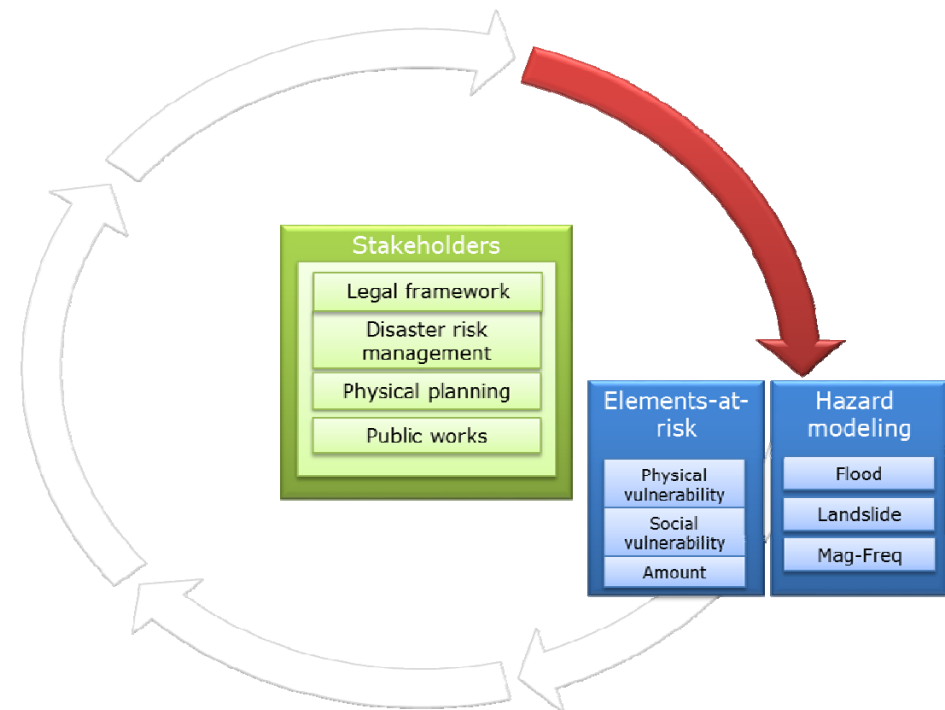 Stakeholders
Legal framework
Disaster risk
management
Physical planning
Public works
Elements-at-
risk
Physical
vulnerability
Social
vulnerability
Amount
Hazard
modeling
Flood
Landslide
Mag-Freq